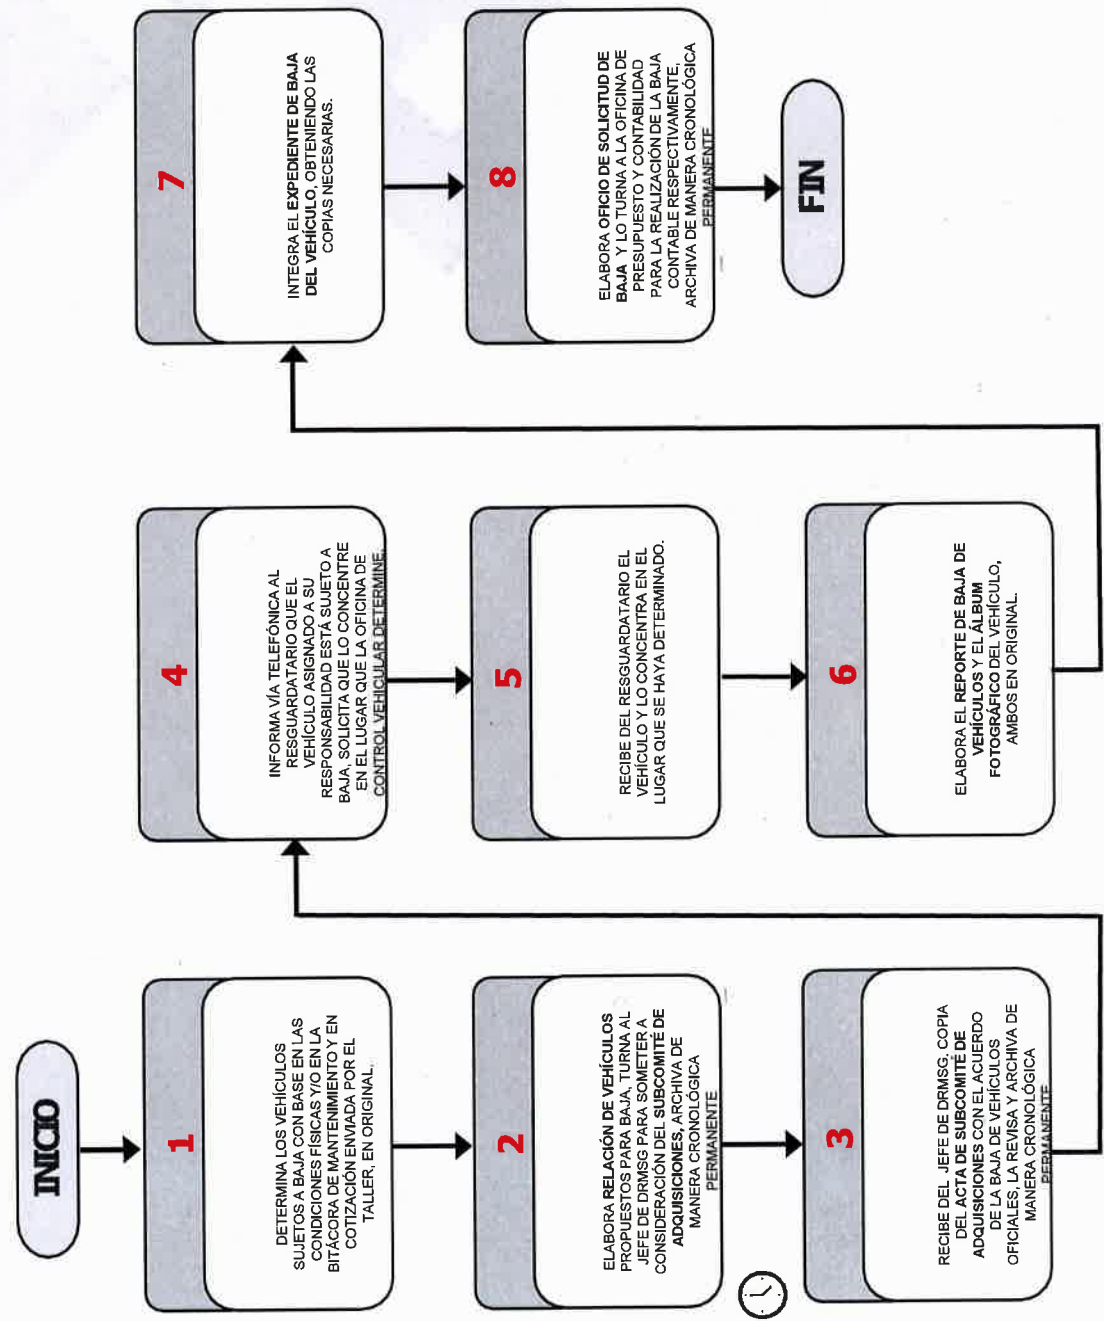 INICIO
1
DETERMINA LOS VEHÍCULOS
SUJETOS A BAJA CON BASE EN LAS
CONDICIONES FÍSICAS Y/O EN LA
BITÁCORA DE MANTENIMIENTO Y EN
COTIZACIÓN ENVIADA POR EL
TALLER, EN ORIGINAL.
2
ELABORA RELACIÓN DE VEHÍCULOS
PROPUESTOS PARA BAJA, TURNA AL
JEFE DE DRMSG PARA SOMETER A
CONSIDERACIÓN DEL SUBCOMITÉ DE
ADQUISICIONES, ARCHIVA DE
MANERA CRONOLÓGICA
PERMANENTE
3
RECIBE DEL JEFE DE DRMSG, COPIA
DEL ACTA DE SUBCOMITÉ DE
ADQUISICIONES CON EL ACUERDO
DE LA BAJA DE VEHÍCULOS
OFICIALES, LA REVISA Y ARCHIVA DE
MANERA CRONOLÓGICA
PERMANENTE
4
INFORMA VÍA TELEFÓNICA AL
RESGUARDATARIO QUE EL
VEHÍCULO ASIGNADO A SU
RESPONSABILIDAD ESTÁ SUJETO A
BAJA, SOLICITA QUE LO CONCENTRE
EN EL LUGAR QUE LA OFICINA DE
CONTROL VEHICULAR DETERMINE.
5
RECIBE DEL RESGUARDATARIO EL
VEHÍCULO Y LO CONCENTRA EN EL
LUGAR QUE SE HAYA DETERMINADO.
6
ELABORA EL REPORTE DE BAJA DE
VEHÍCULOS Y EL ÁLBUM
FOTOGRÁFICO DEL VEHÍCULO,
AMBOS EN ORIGINAL.
7
INTEGRA EL EXPEDIENTE DE BAJA
DEL VEHÍCULO, OBTENIENDO LAS
COPIAS NECESARIAS.
8
ELABORA OFICIO DE SOLICITUD DE
BAJA Y LO TURNA A LA OFICINA DE
PRESUPUESTO Y CONTABILIDAD
PARA LA REALIZACIÓN DE LA BAJA
CONTABLE RESPECTIVAMENTE,
ARCHIVA DE MANERA CRONOLÓGICA
PERMANENTE
FIN